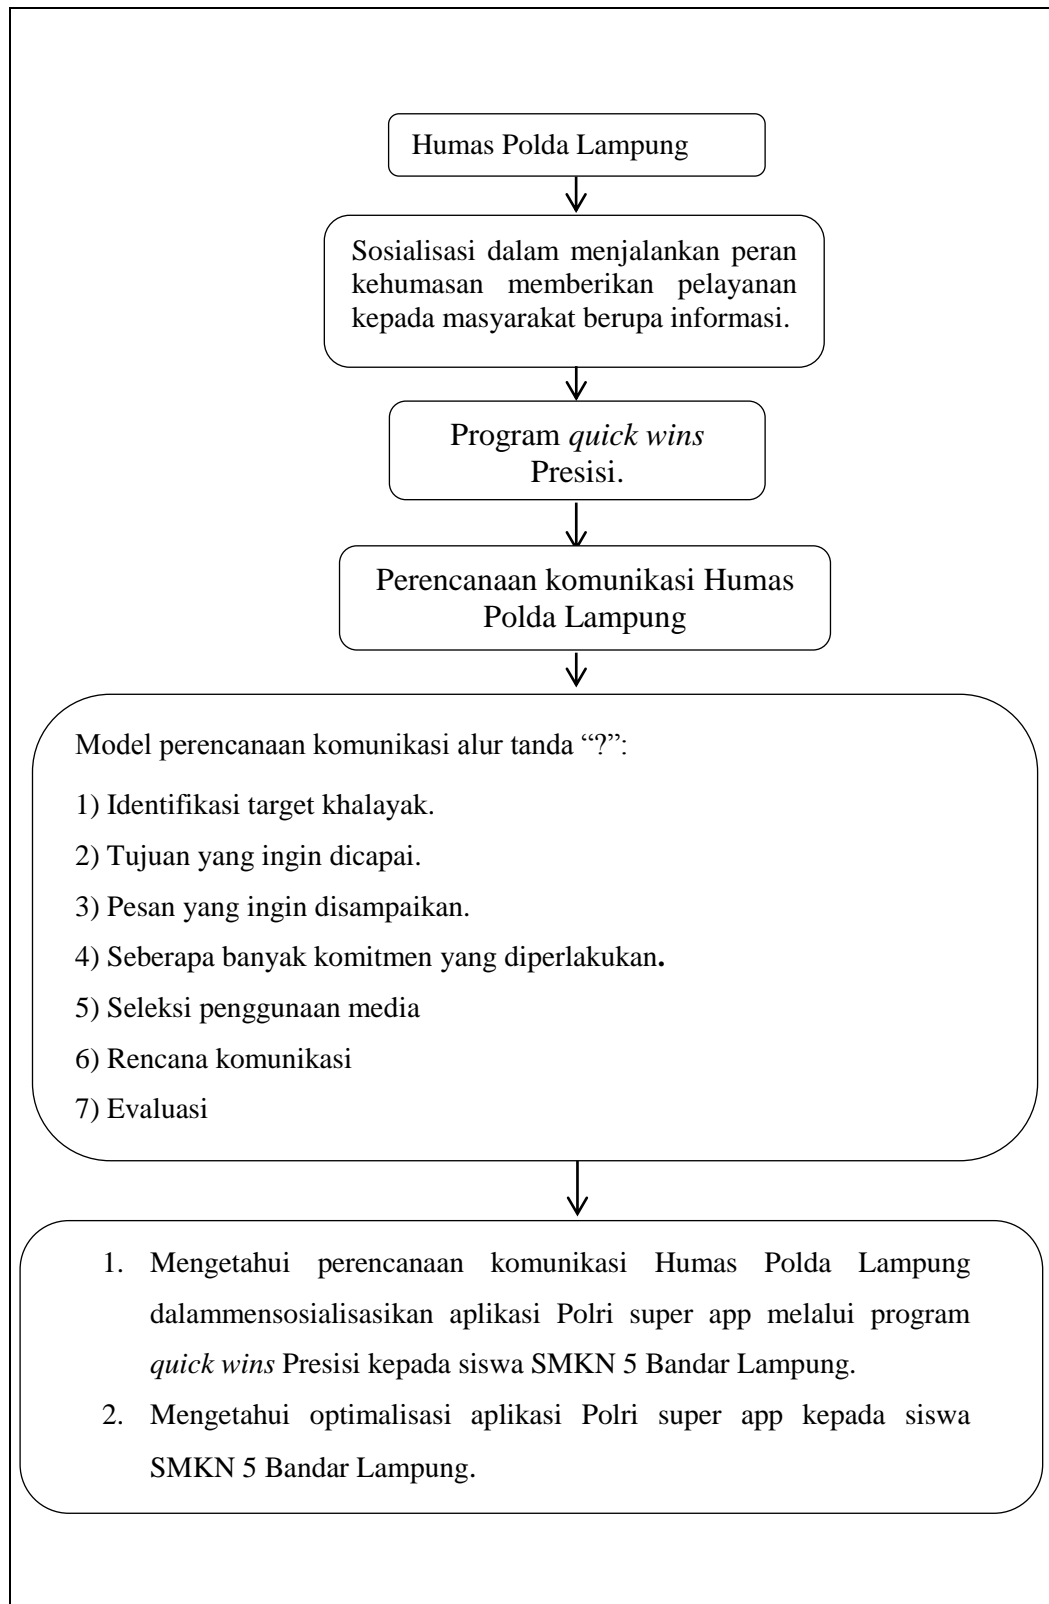 Humas Polda Lampung
Sosialisasi dalam menjalankan peran
kehumasan memberikan pelayanan
kepada masyarakat berupa informasi.
Program quick wins
Presisi.
Perencanaan komunikasi Humas
Polda Lampung
Model perencanaan komunikasi alur tanda “?”:
1) Identifikasi target khalayak.
2) Tujuan yang ingin dicapai.
3) Pesan yang ingin disampaikan.
4) Seberapa banyak komitmen yang diperlakukan.
5) Seleksi penggunaan media
6) Rencana komunikasi
7) Evaluasi
1. Mengetahui perencanaan komunikasi Humas Polda Lampung
dalammensosialisasikan aplikasi Polri super app melalui program
quick wins Presisi kepada siswa SMKN 5 Bandar Lampung.
2. Mengetahui optimalisasi aplikasi Polri super app kepada siswa
SMKN 5 Bandar Lampung.